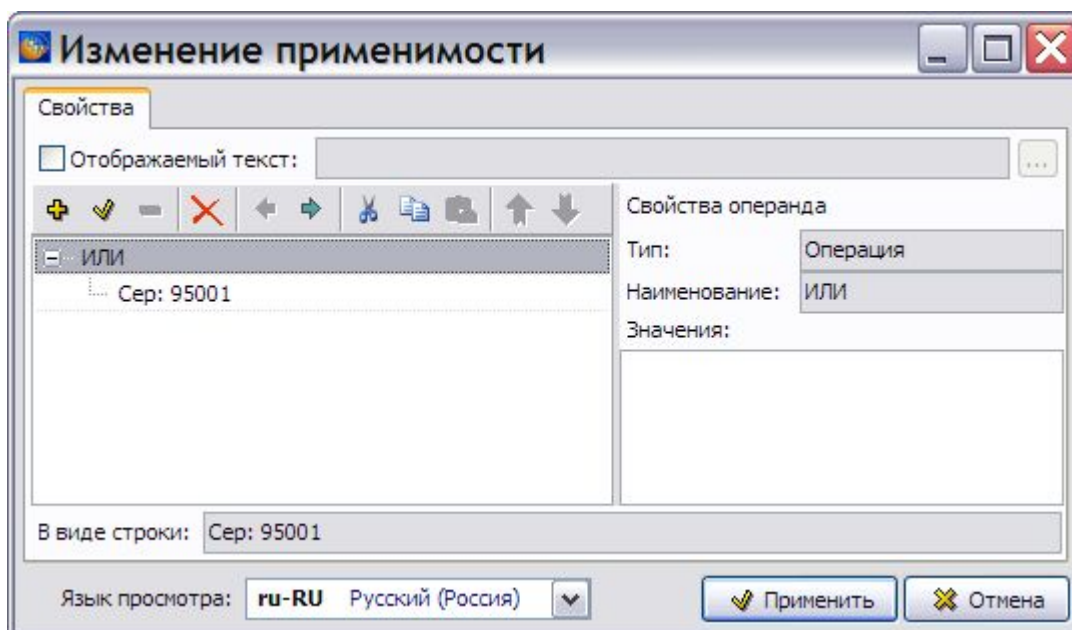 Изменение применимости
Свойства
Отображаемый текст:
...
Свойства операнда
ИЛИ
Сер: 95001
Тип: Операция
Наименование: ИЛИ
Значения:
В виде строки: Сер: 95001
Язык просмотра: ru-RU Русский (Россия) Применить Отмена